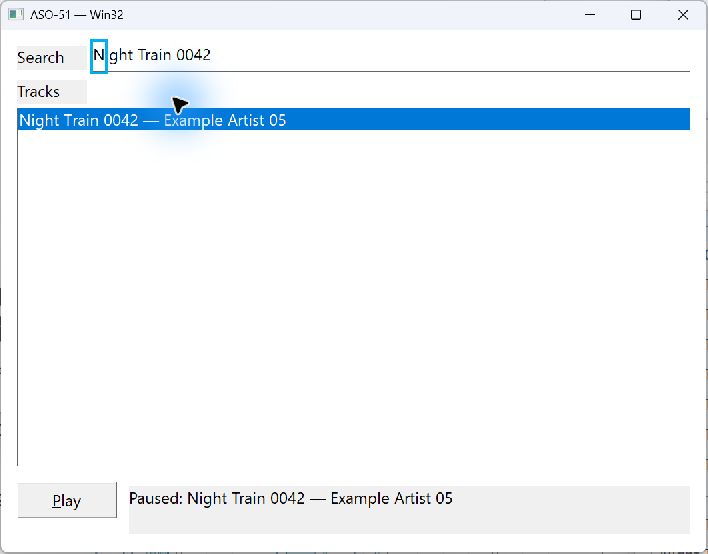 ASO-51 — Win32
Search
Night Train 0042
Tracks
Night Train 0042 — Example Artist 05
Play
Paused: Night Train 0042 — Example Artist 05